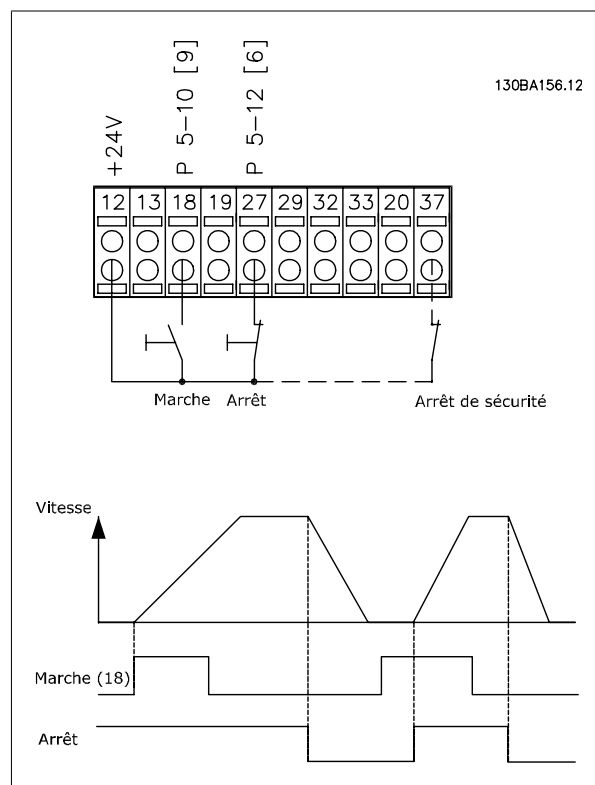 P 5-10 [9]
P 5-12 [6]
130BA156.12
+24V
12 13 18 19 27 29 32 33 20 37
Marche Arrêt Arrêt de sécurité
Vitesse
Marche (18)
Arrêt